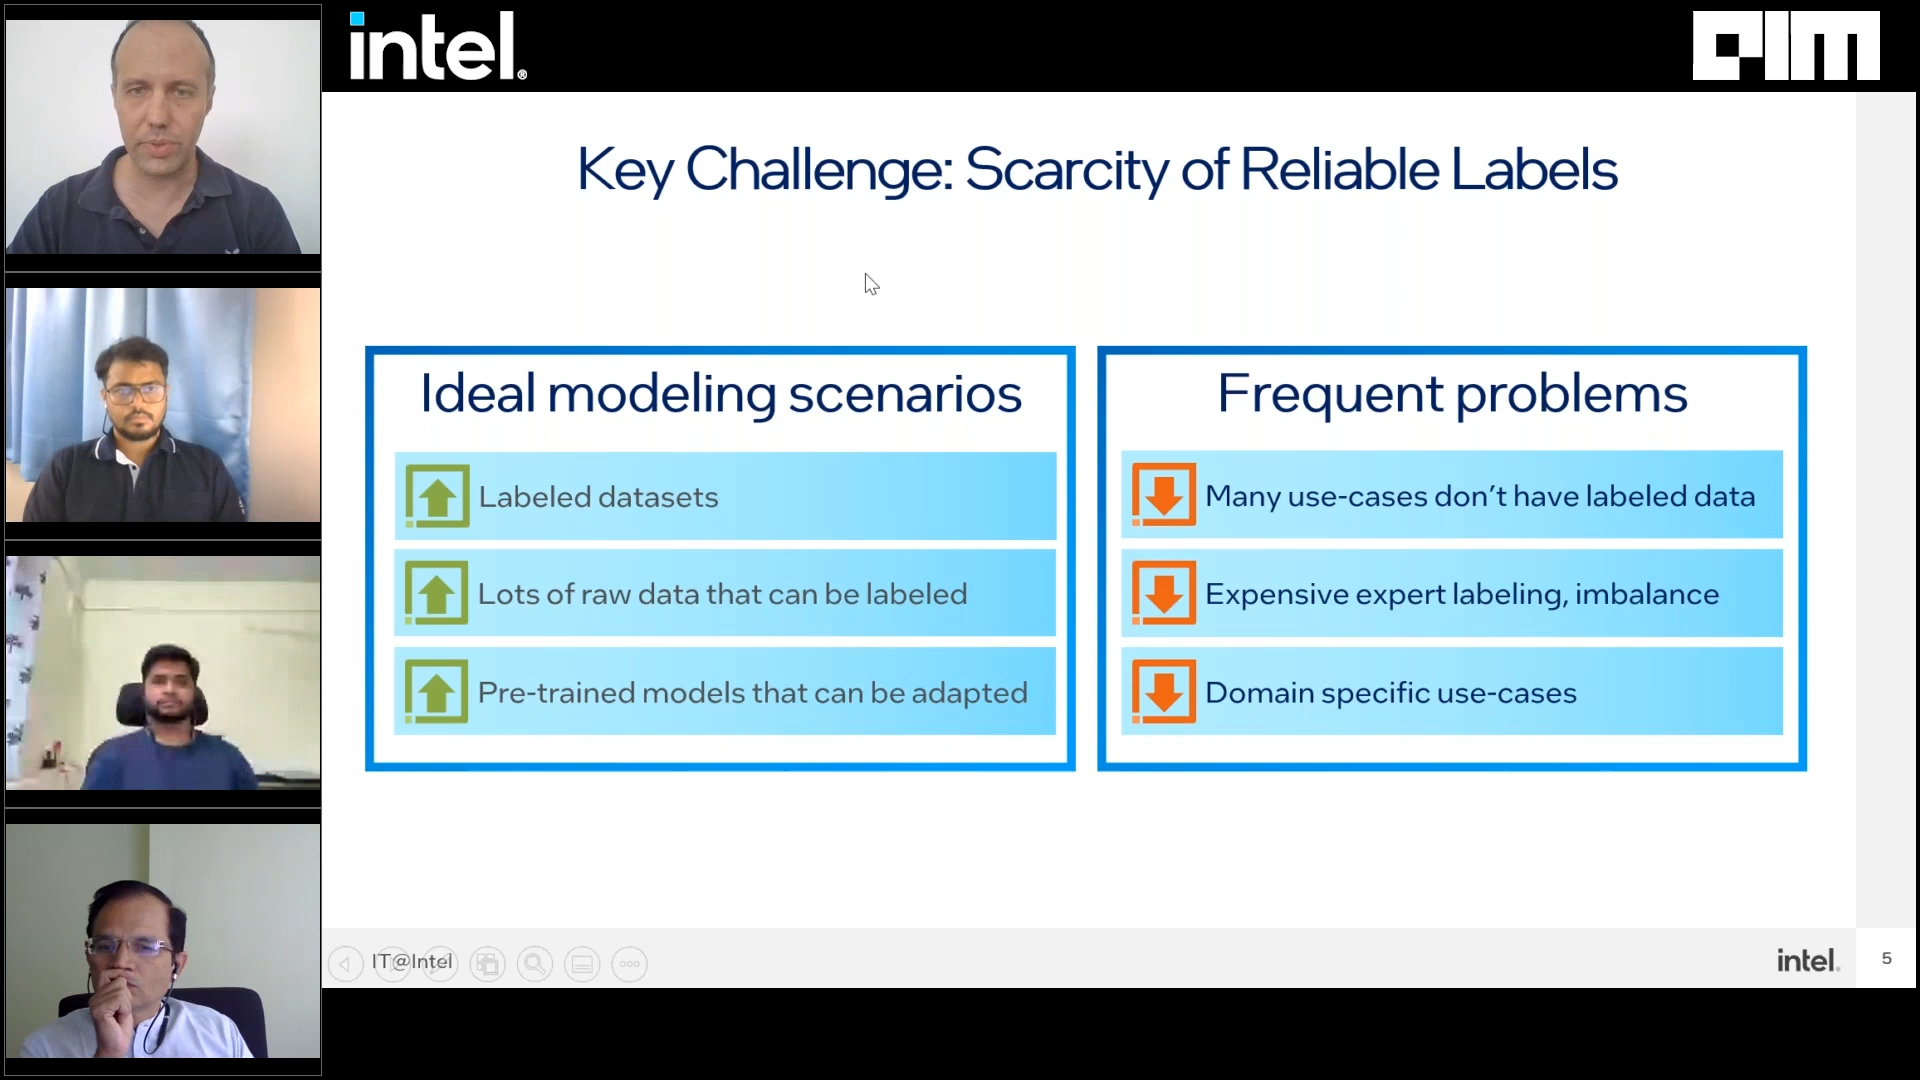 intel.
AIM
Key Challenge: Scarcity of Reliable Labels
Ideal modeling scenarios
Labeled datasets
Lots of raw data that can be labeled
Pre-trained models that can be adapted
Frequent problems
Many use-cases don’t have labeled data
Expensive expert labeling, imbalance
Domain specific use-cases
IT@Intel
intel.
5